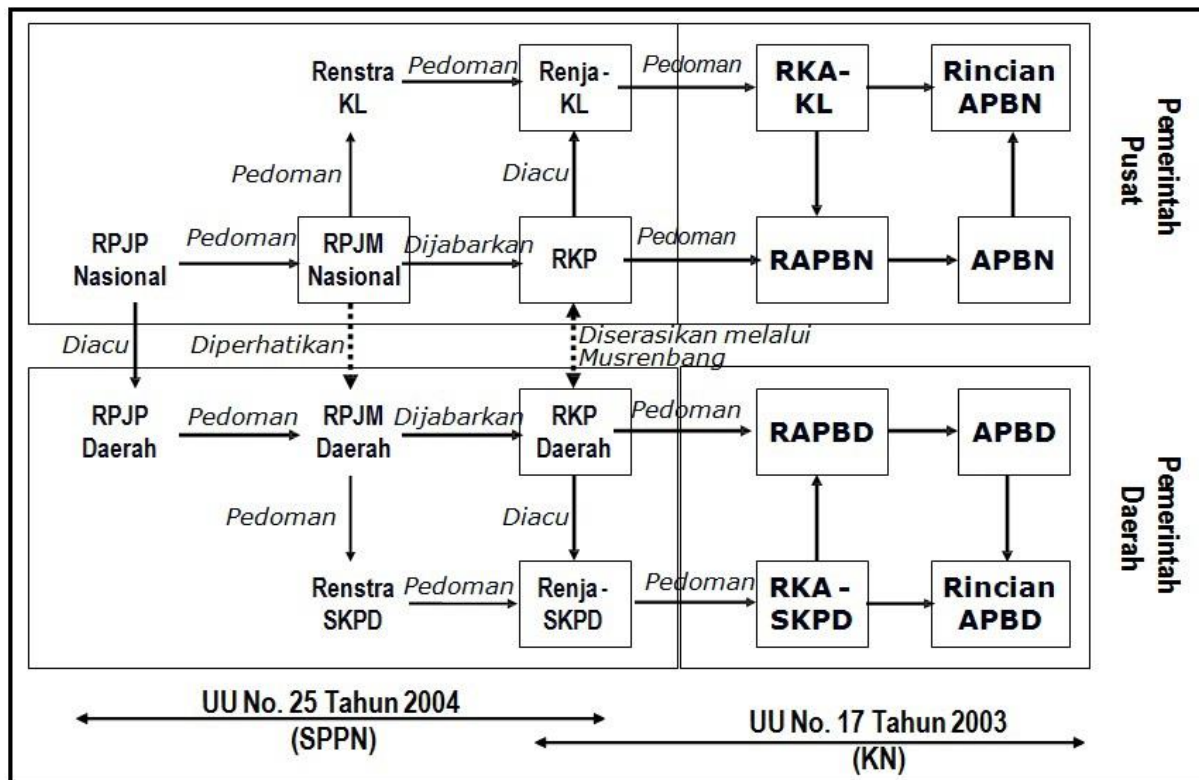 Renstra
KL
Pedoman
Renja-
KL
Pedoman
RKA-
KL
Rincian
APBN
Pemerintah
Pusat
Pedoman
Diacu
RPJP
Nasional
Pedoman
RPJM
Nasional
Dijabarkan
RKP
Pedoman
RAPBN
APBN
Diacu
Diperhatikan
Diserasikan melalui
Musrenbang
RPJP
Daerah
Pedoman
RPJM
Daerah
Dijabarkan
RKP
Daerah
Pedoman
RAPBD
APBD
Pemerintah
Daerah
Pedoman
Diacu
Renstra
SKPD
Pedoman
Renja-
SKPD
Pedoman
RKA -
SKPD
Rincian
APBD
UU No. 25 Tahun 2004
(SPPN)
UU No. 17 Tahun 2003
(KN)